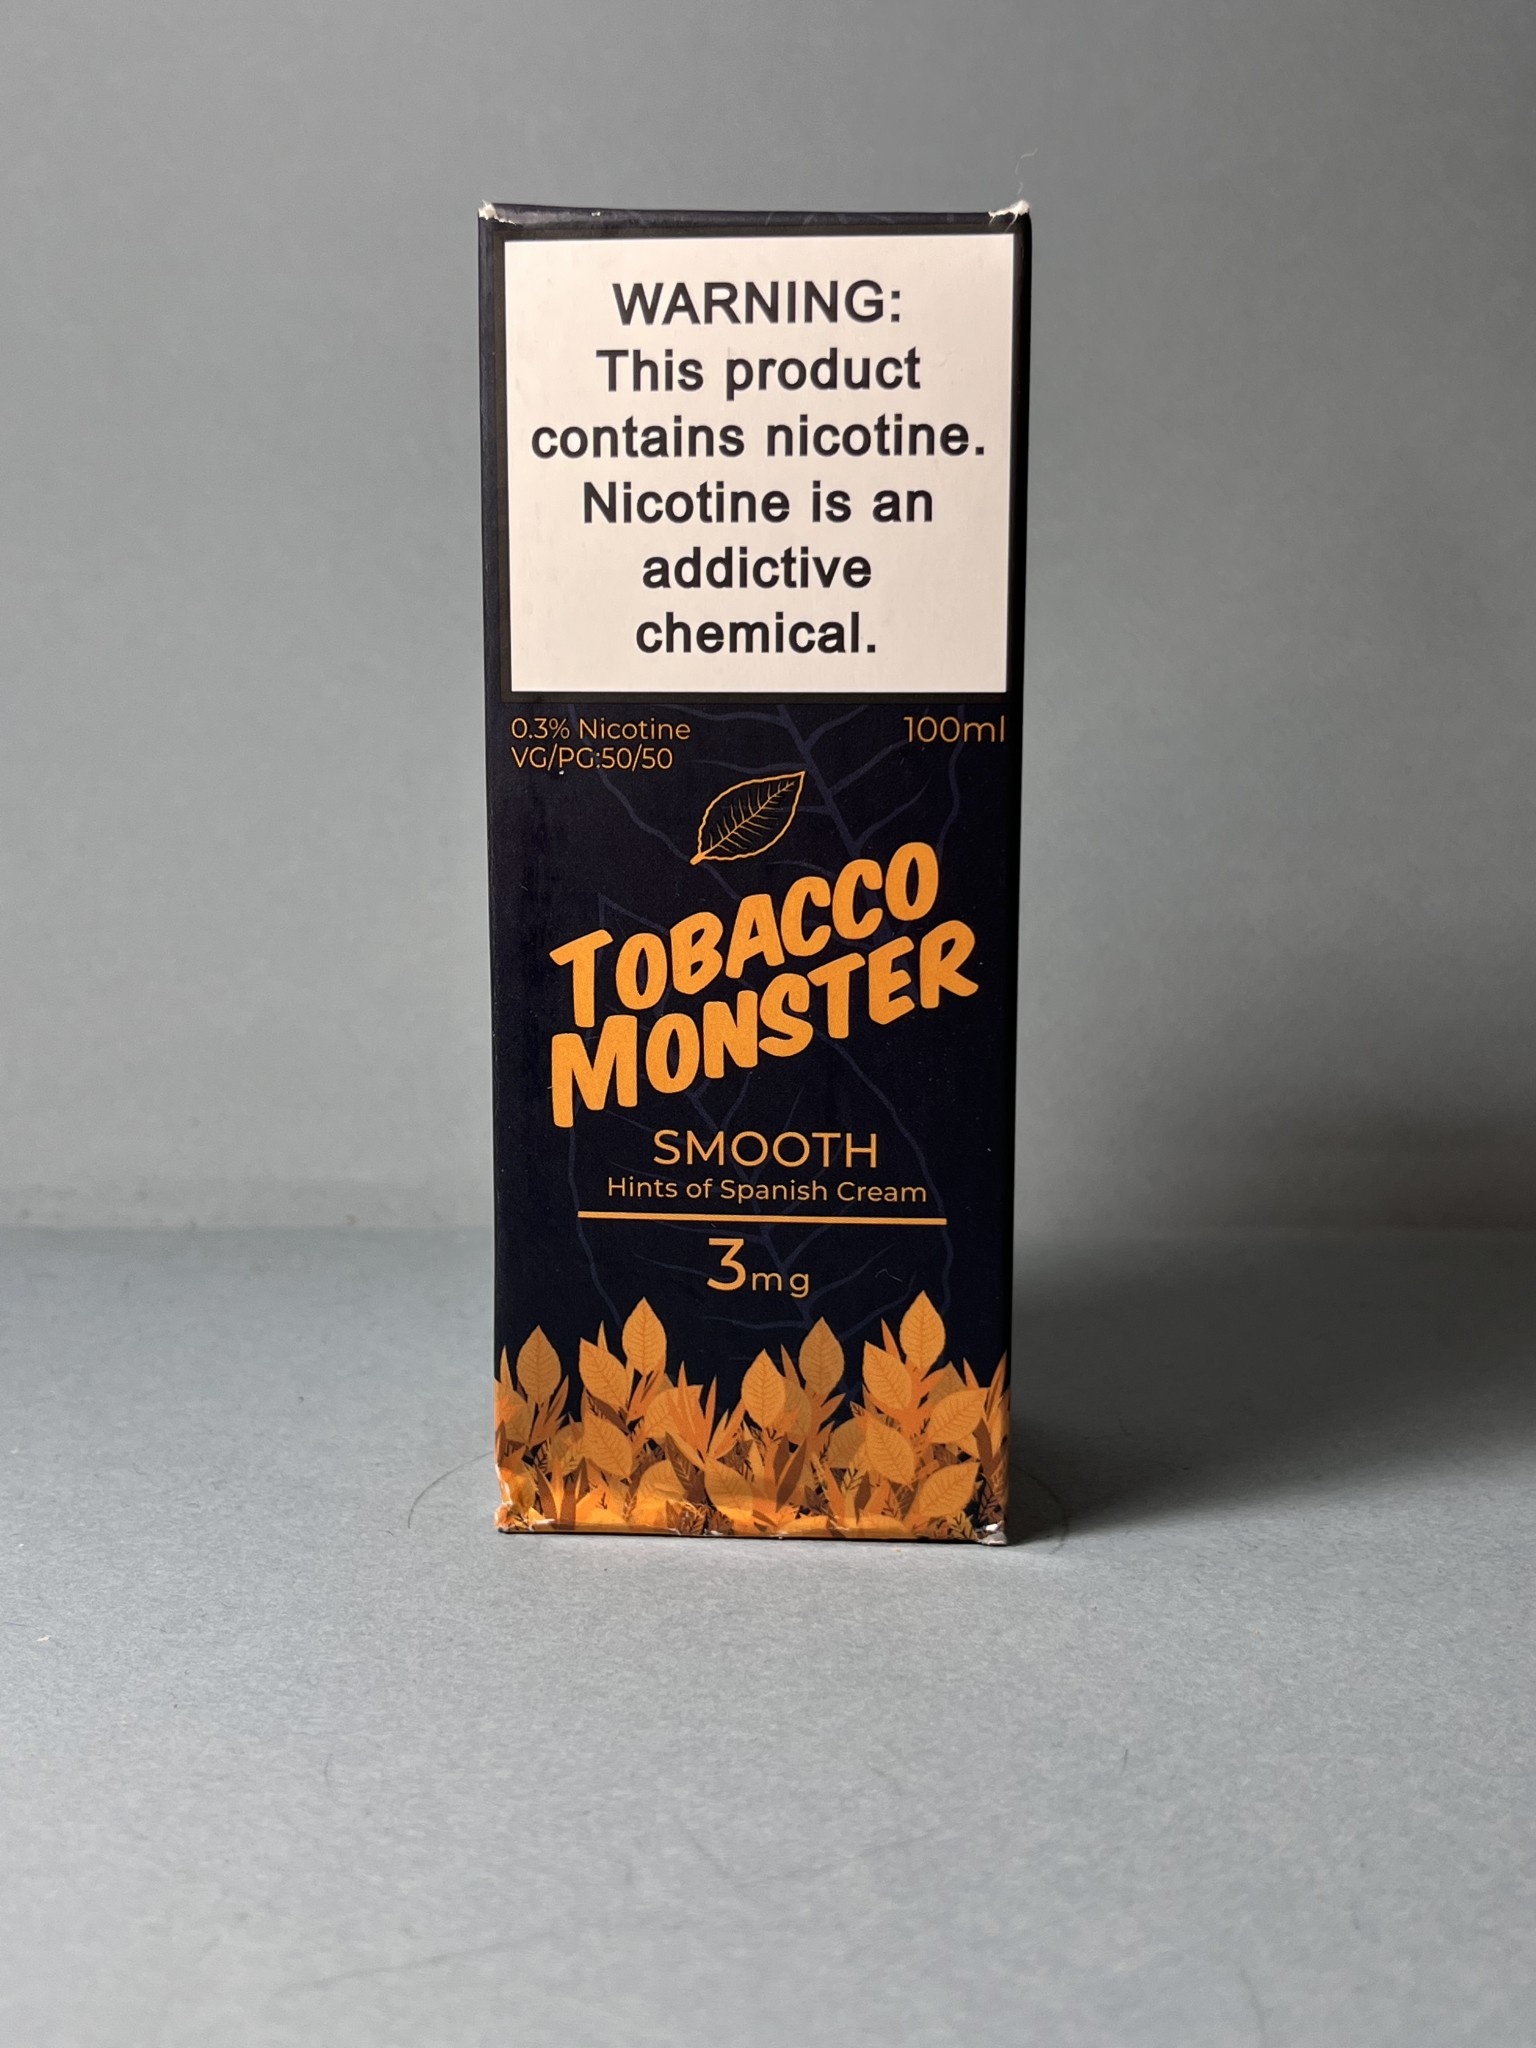 WARNING:
This product
contains nicotine.
Nicotine is an
addictive
chemical.
0.3% Nicotine
VG/PG:50/50
100ml
TOBACCO
MONSTER
SMOOTH
Hints of Spanish Cream
3mg